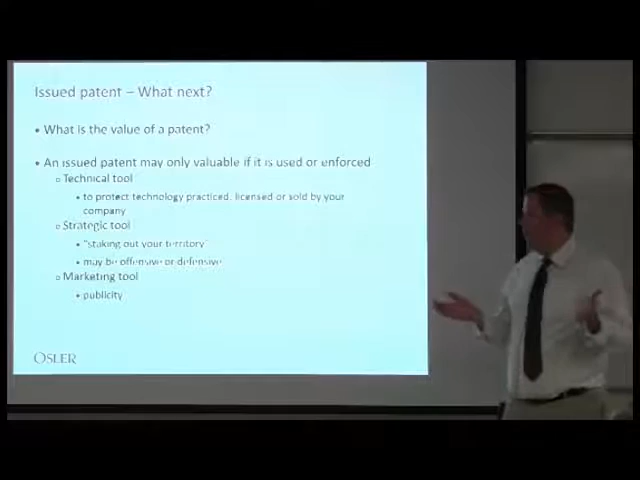 Issued patent – What next?
• What is the value of a patent?
• An issued patent may only valuable if it is used or enforced
Technical tool
• to protect technology practiced, licensed or sold by your
company
Strategic tool
• "staking out your territory"
• may be offensive or defensive
Marketing tool
• publicity
OSLER